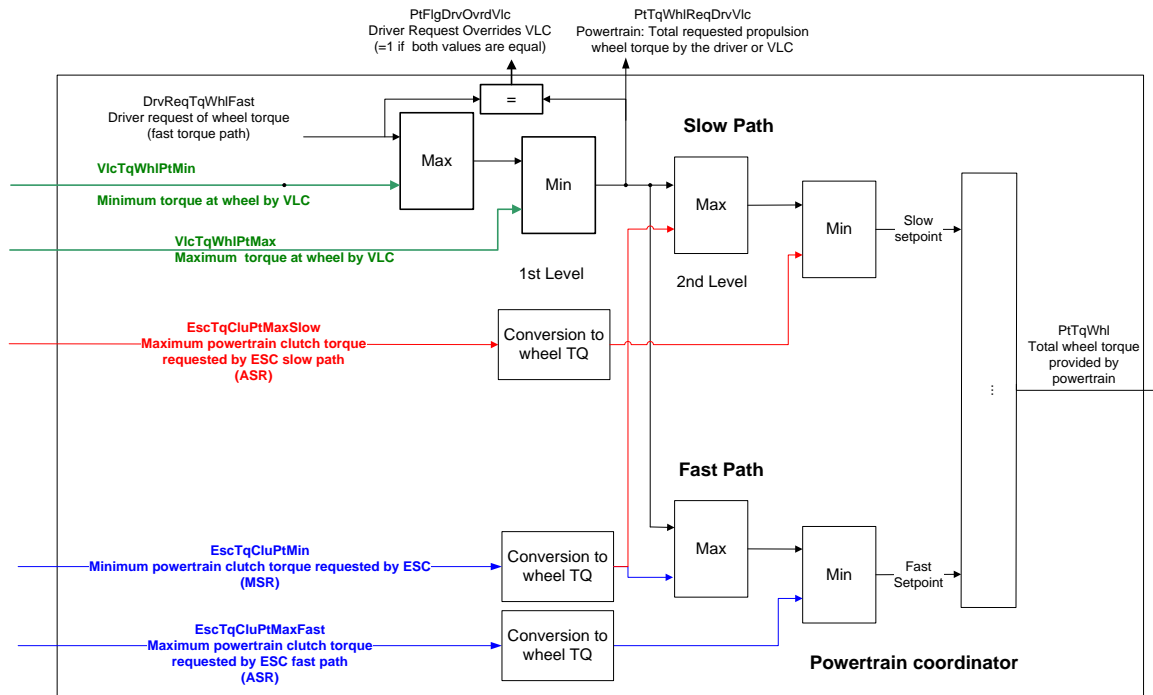 PtFlgDrvOvrdVlc
Driver Request Overrides VLC
(=1 if both values are equal)
PtTqWhlReqDrvVlc
Powertrain: Total requested propulsion
wheel torque by the driver or VLC
DrvReqTqWhlFast
Driver request of wheel torque
(fast torque path)
=
Max
Min
Slow Path
Max
Min
Slow
setpoint
VlcTqWhlPtMin
Minimum torque at wheel by VLC
VlcTqWhlPtMax
Maximum torque at wheel by VLC
1st Level
2nd Level
EscTqCluPtMaxSlow
Maximum powertrain clutch torque
requested by ESC slow path
(ASR)
Conversion to
wheel TQ
PtTqWhl
Total wheel torque
provided by
powertrain
...
Fast Path
Max
Min
Fast
Setpoint
EscTqCluPtMin
Minimum powertrain clutch torque requested by ESC
(MSR)
Conversion to
wheel TQ
EscTqCluPtMaxFast
Maximum powertrain clutch torque
requested by ESC fast path
(ASR)
Conversion to
wheel TQ
Powertrain coordinator